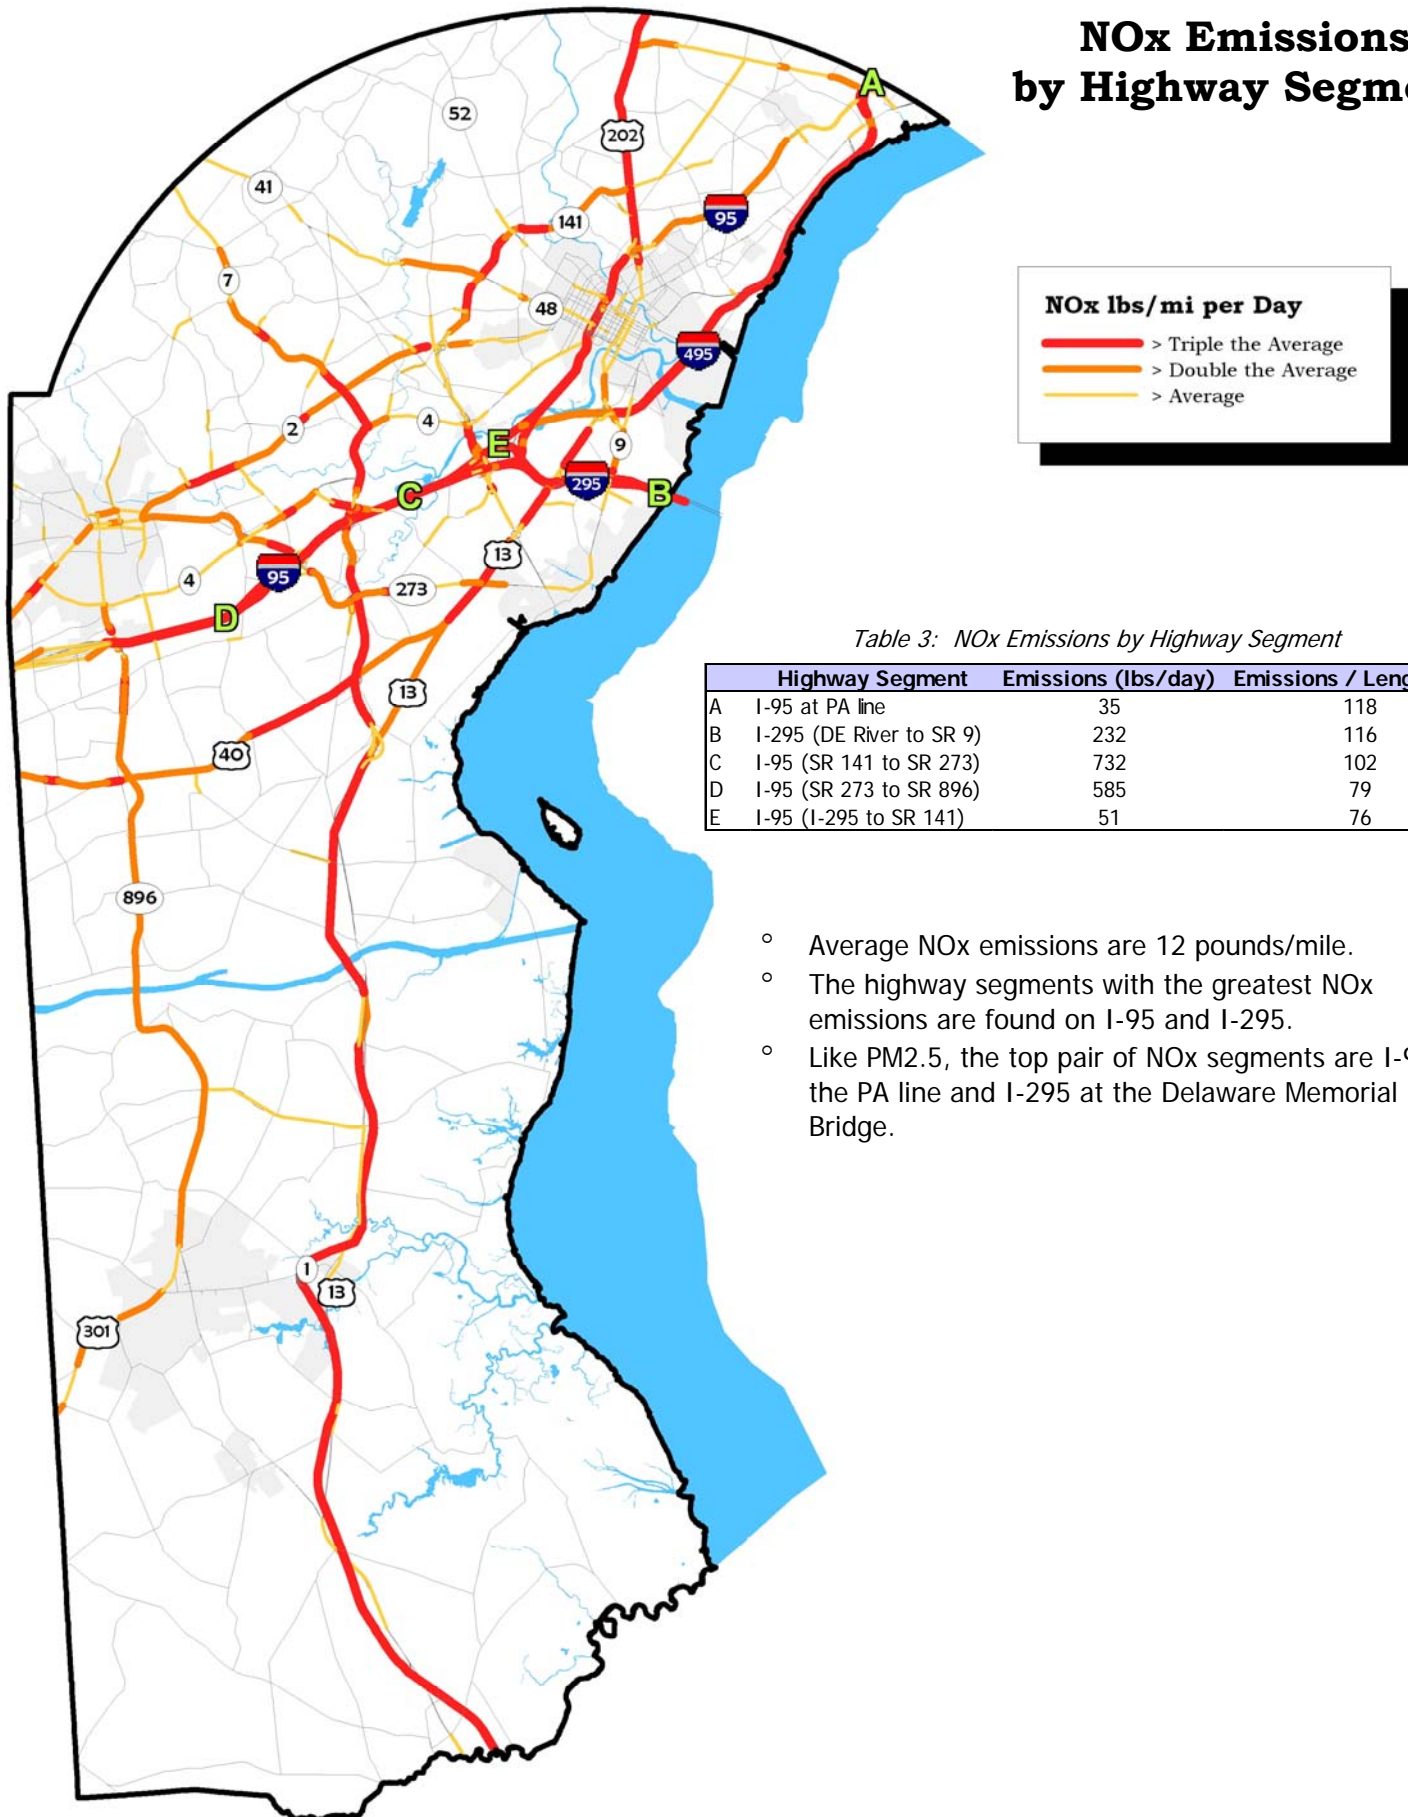 NOx Emissions
by Highway Segme
A
52
202
41
95
141
7
48
NOx lbs/mi per Day
> Triple the Average
> Double the Average
> Average
495
2
4
E
9
C
295
B
13
95
4
273
D
13
40
Table 3: NOx Emissions by Highway Segment
Highway Segment Emissions (lbs/day) Emissions / Leng
A I-95 at PA line 35 118
B I-295 (DE River to SR 9) 232 116
C I-95 (SR 141 to SR 273) 732 102
D I-95 (SR 273 to SR 896) 585 79
E I-95 (I-295 to SR 141) 51 76
896
° Average NOx emissions are 12 pounds/mile.
° The highway segments with the greatest NOx
emissions are found on I-95 and I-295.
° Like PM2.5, the top pair of NOx segments are I-9
the PA line and I-295 at the Delaware Memorial
Bridge.
1
13
301